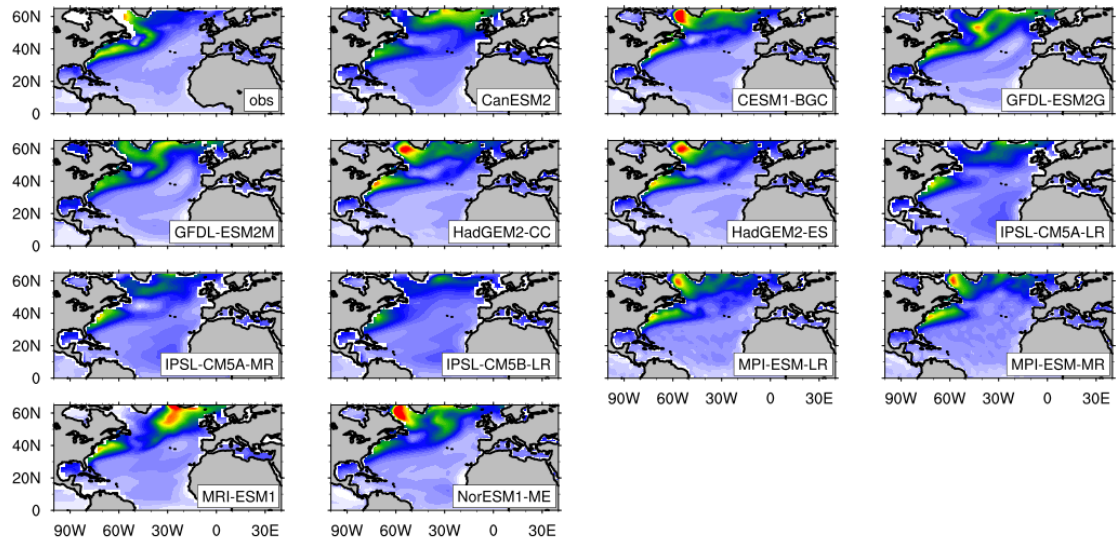 60N
40N
20N
0
obs
CanESM2
CESM1-BGC
GFDL-ESM2G
60N
40N
20N
0
GFDL-ESM2M
HadGEM2-CC
HadGEM2-ES
IPSL-CM5A-LR
60N
40N
20N
0
IPSL-CM5A-MR
IPSL-CM5B-LR
MPI-ESM-LR
MPI-ESM-MR
90W 60W 30W 0 30E
90W 60W 30W 0 30E
60N
40N
20N
0
MRI-ESM1
NorESM1-ME
90W 60W 30W 0 30E
90W 60W 30W 0 30E